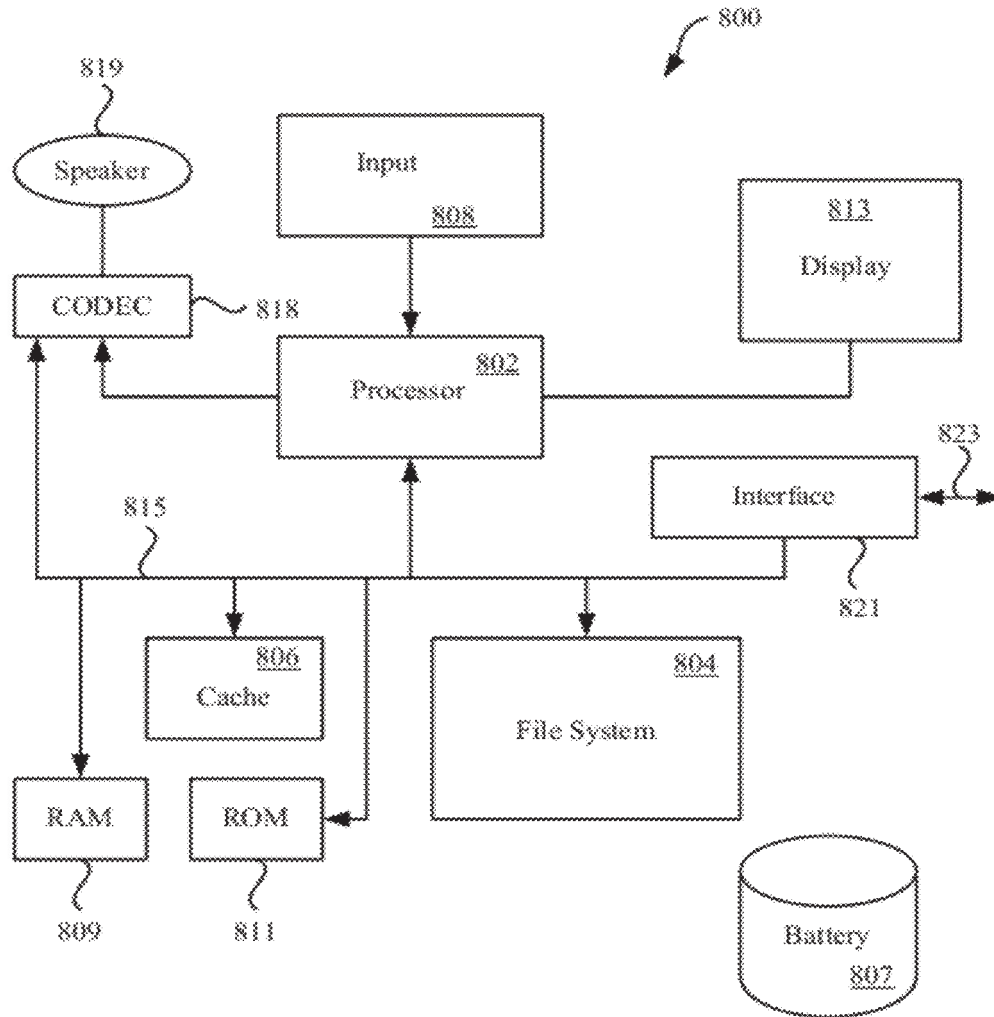 800
819
Speaker
Input
808
813
Display
CODEC
818
802
Processor
823
Interface
815
821
806
Cache
804
File System
RAM
ROM
809
811
Battery
807